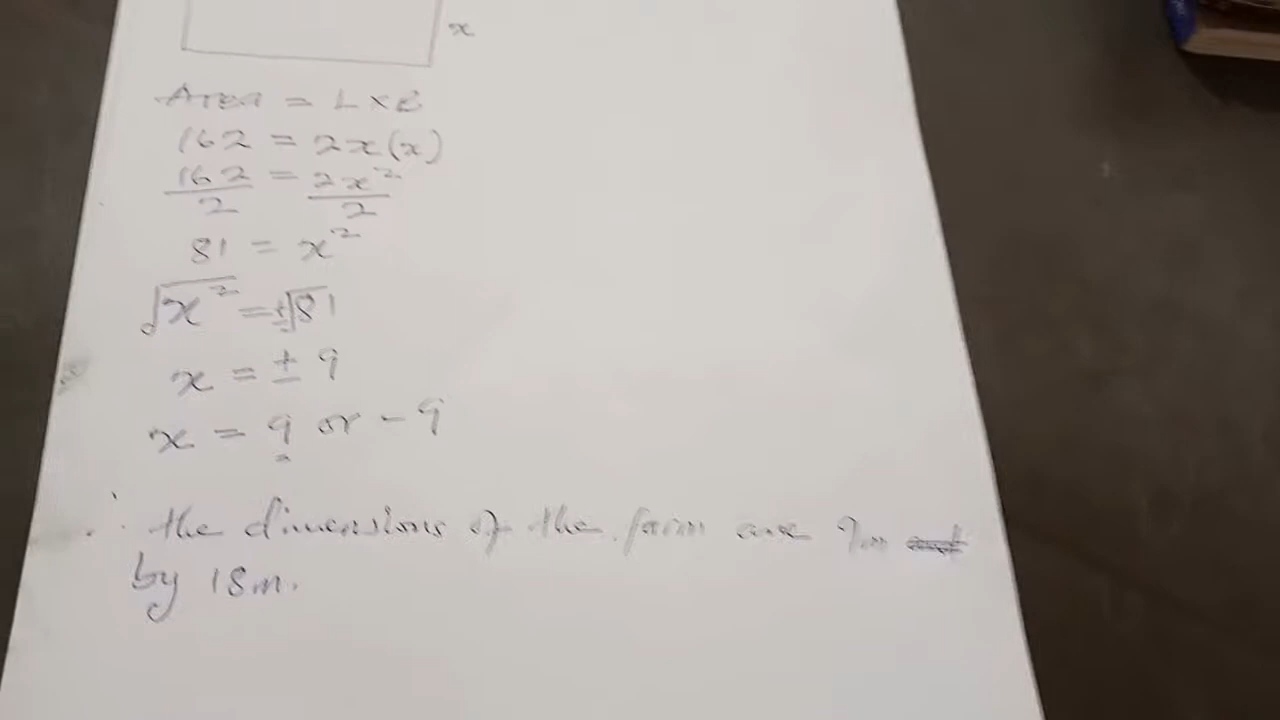 x
Area = L x B
162 = 2x(x)
162/2 = 2x²/2
81 = x²
√x² = ±√81
x = ± 9
x = 9 or - 9
∴ the dimensions of the farm are 9m
by 18m.